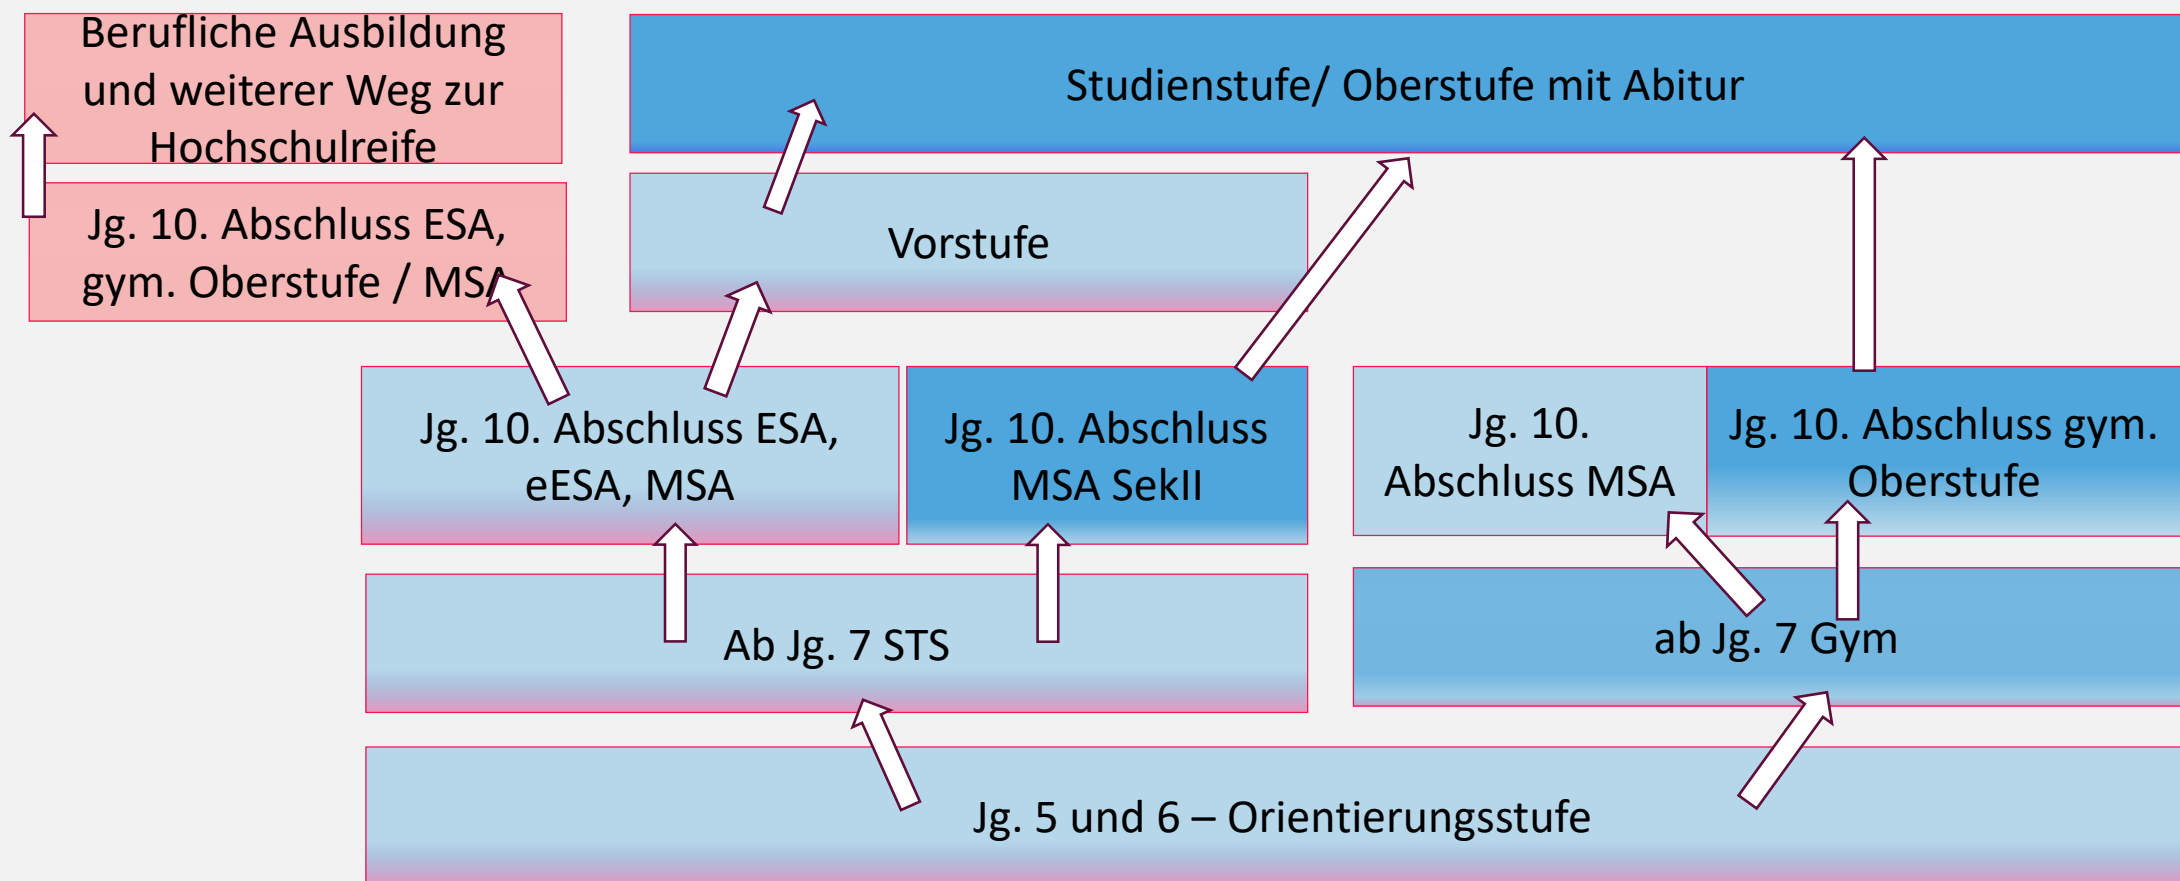 Berufliche Ausbildung
und weiterer Weg zur
Hochschulreife
Studienstufe/ Oberstufe mit Abitur
Jg. 10. Abschluss ESA,
gym. Oberstufe / MSA
Vorstufe
Jg. 10. Abschluss ESA,
eESA, MSA
Jg. 10. Abschluss
MSA SekII
Jg. 10.
Abschluss MSA
Jg. 10. Abschluss gym.
Oberstufe
Ab Jg. 7 STS
ab Jg. 7 Gym
Jg. 5 und 6 – Orientierungsstufe